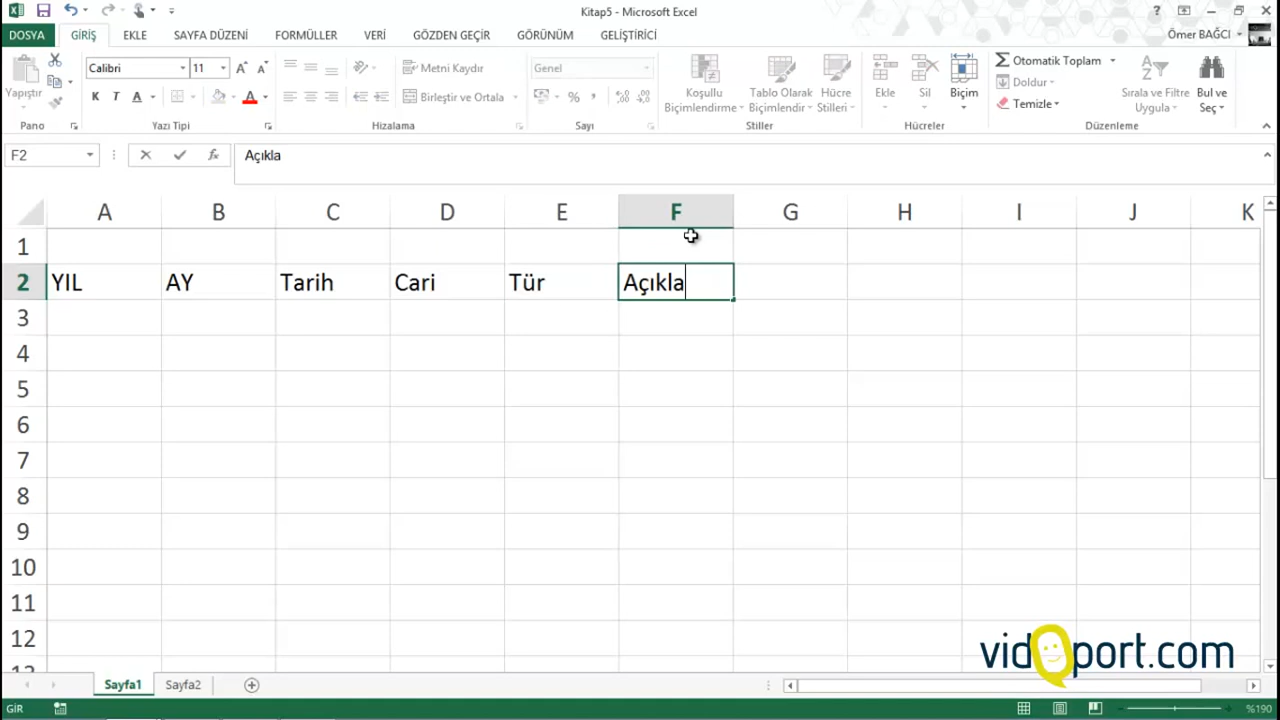 Kitap5 - Microsoft Excel
DOSYA GİRİŞ EKLE SAYFA DÜZENİ FORMÜLLER VERİ GÖZDEN GEÇİR GÖRÜNÜM GELİŞTİRİCİ Ömer BAĞCI
Yapıştır
Calibri 11
K T A
Metni Kaydır
Birleştir ve Ortala
Genel
%
Koşullu Biçimlendirme
Tablo Olarak Biçimlendir
Hücre Stilleri
Ekle Sil Biçim
Otomatik Toplam
Doldur
Temizle
Sırala ve Filtre Uygula
Bul ve Seç
Pano Yazı Tipi Hizalama Sayı Stiller Hücreler Düzenleme
F2 fx Açıkla
A B C D E F G H I J K
1
2 YIL AY Tarih Cari Tür Açıkla
3
4
5
6
7
8
9
10
11
12
13
vidoport.com
Sayfa1 Sayfa2
GİR %190